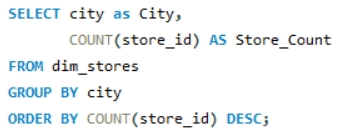 SELECT city as City,
COUNT(store_id) AS Store_Count
FROM dim_stores
GROUP BY city
ORDER BY COUNT(store_id) DESC;